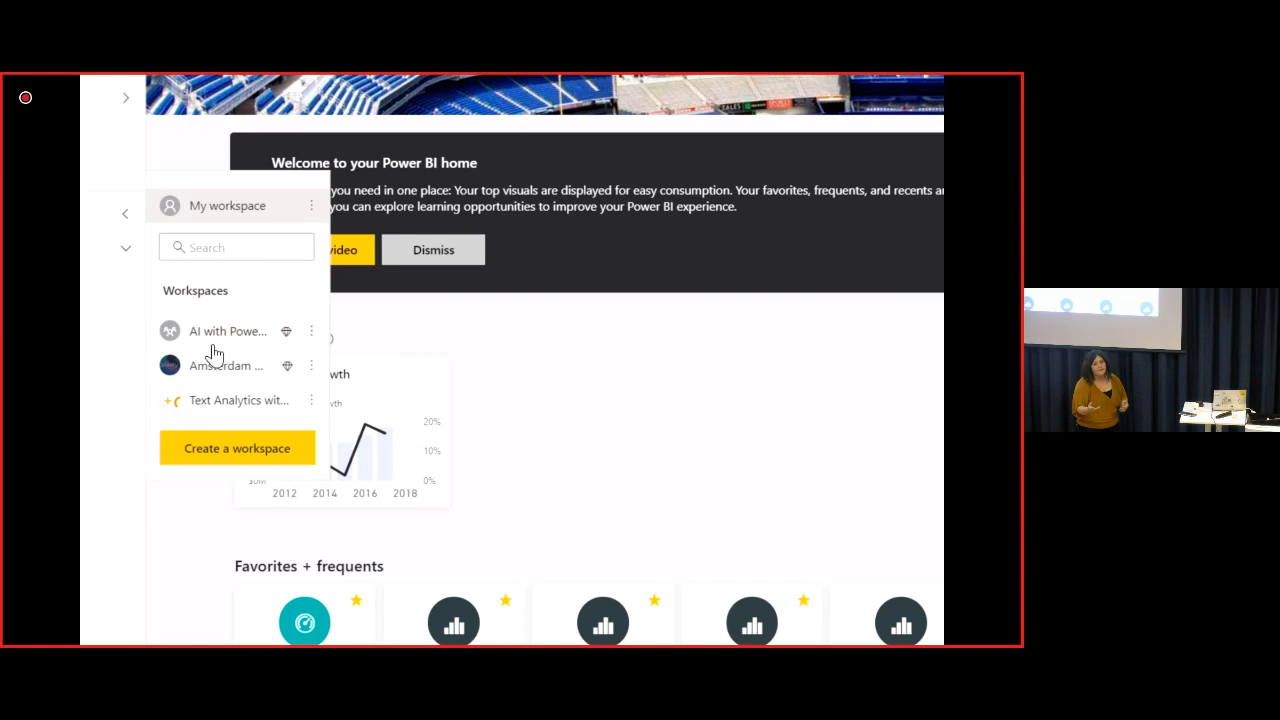 Welcome to your Power BI home
you need in one place: Your top visuals are displayed for easy consumption. Your favorites, frequents, and recents
you can explore learning opportunities to improve your Power BI experience.
video
Dismiss
My workspace
Search
Workspaces
AI with Powe...
Amsterdam ...
Text Analytics wit...
Create a workspace
wth
wth
20%
10%
0%
$0M
2012 2014 2016 2018
Favorites + frequents